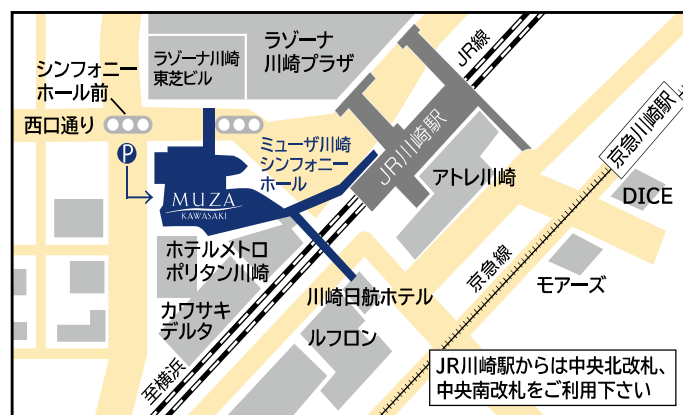 ラゾーナ
川崎プラザ
ラゾーナ川崎
東芝ビル
JR線
シンフォニー
ホール前
西口通り
P
ミューザ川崎
シンフォニー
ホール
JR川崎駅
京急川崎駅
アトレ川崎
DICE
MUZA
KAWASAKI
ホテルメトロ
ポリタン川崎
京急線
モアーズ
川崎日航ホテル
カワサキ
デルタ
ルフロン
至横浜
JR川崎駅からは中央北改札、
中央南改札をご利用下さい